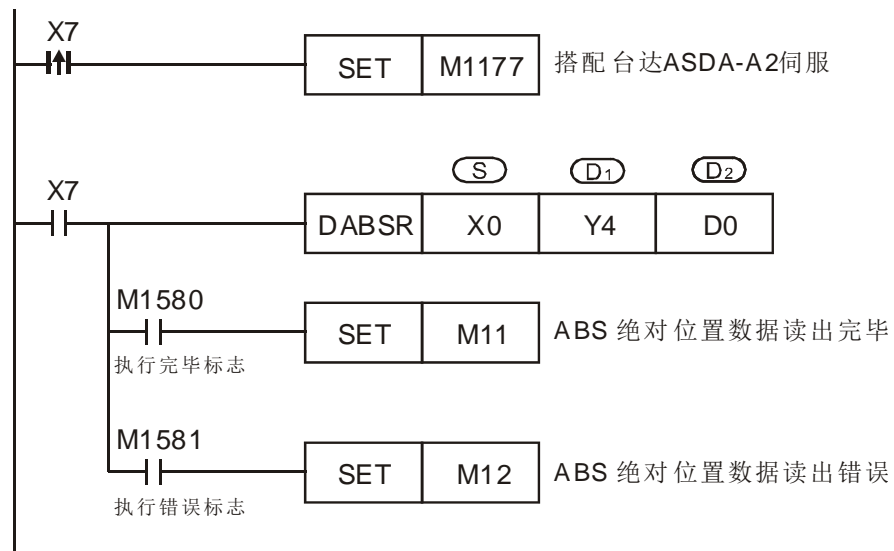 X7
SET M1177 搭配台达ASDA-A2伺服
S D1 D2
X7
DABSR X0 Y4 D0
M1580
SET M11 ABS 绝对位置数据读出完毕
执行完毕标志
M1581
SET M12 ABS 绝对位置数据读出错误
执行错误标志